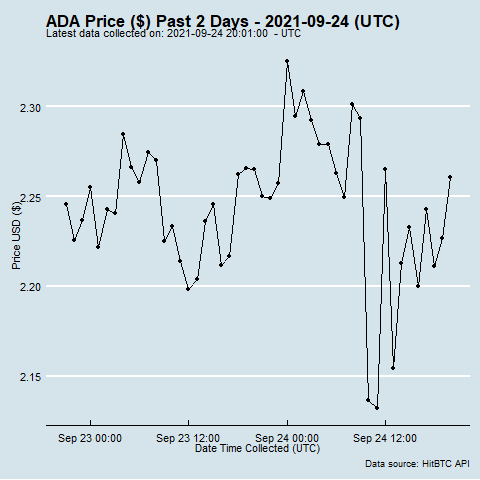 ADA Price ($) Past 2 Days - 2021-09-24 (UTC)
Latest data collected on: 2021-09-24 20:01:00 - UTC
Price USD ($)
2.30
2.25
2.20
2.15
Sep 23 00:00 Sep 23 12:00 Sep 24 00:00 Sep 24 12:00
Date Time Collected (UTC)
Data source: HitBTC API